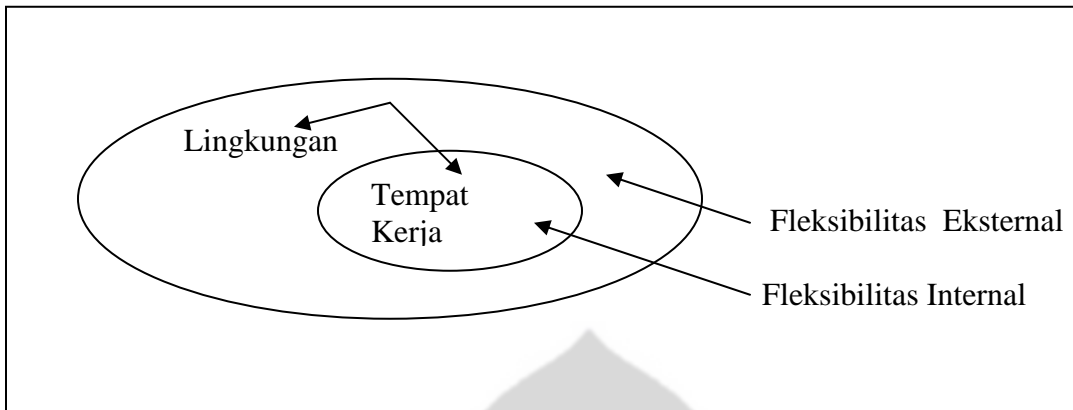 Lingkungan
Tempat
Kerja
Fleksibilitas Eksternal
Fleksibilitas Internal